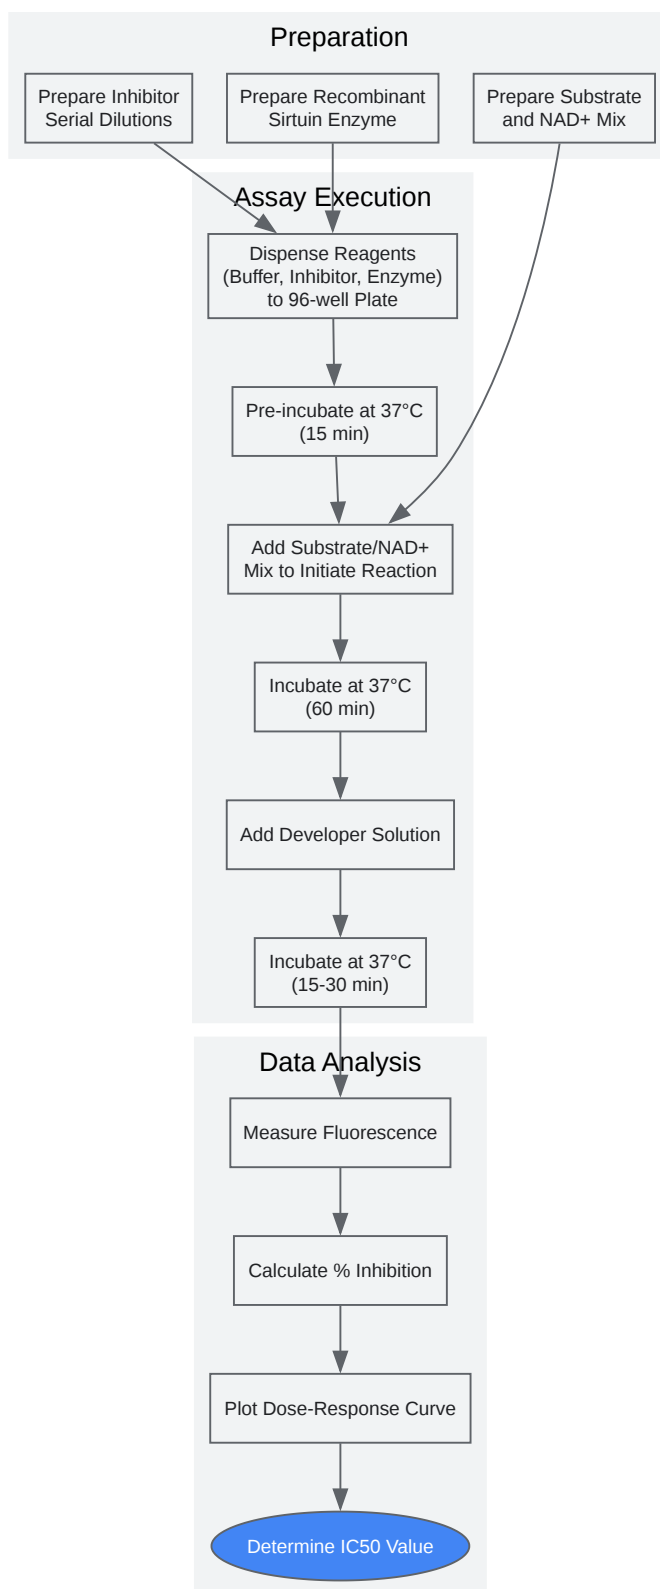 Preparation
Prepare Inhibitor
Serial Dilutions
Prepare Recombinant
Sirtuin Enzyme
Prepare Substrate
and NAD+ Mix
Assay Execution
Dispense Reagents
(Buffer, Inhibitor, Enzyme)
to 96-well Plate
Pre-incubate at 37°C
(15 min)
Add Substrate/NAD+
Mix to Initiate Reaction
Incubate at 37°C
(60 min)
Add Developer Solution
Incubate at 37°C
(15-30 min)
Data Analysis
Measure Fluorescence
Calculate % Inhibition
Plot Dose-Response Curve
Determine IC50 Value